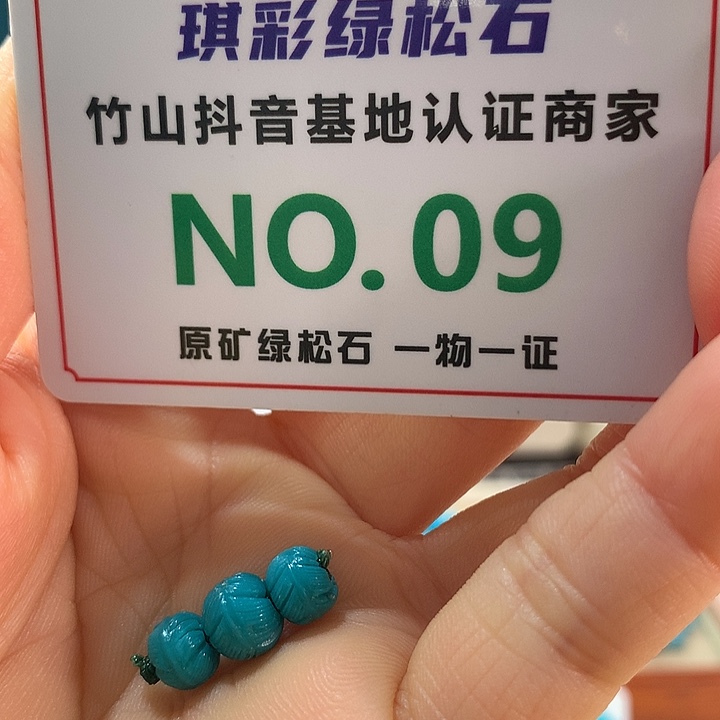 琪彩绿松石
竹山抖音基地认证商家
NO.09
原矿绿松石 一物一证